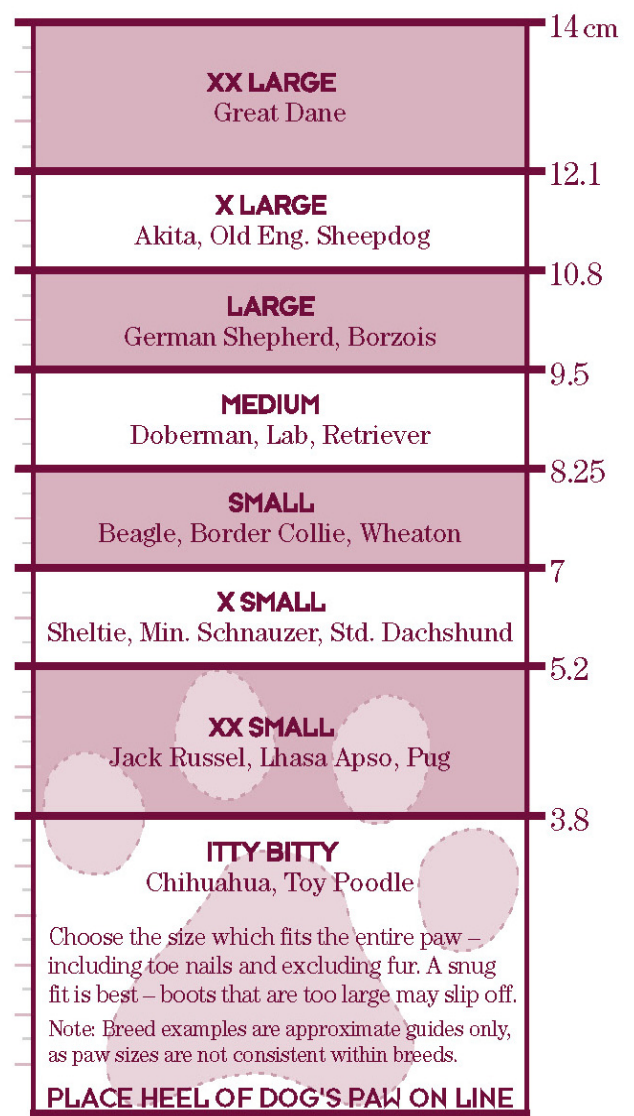 14 cm
XX LARGE
Great Dane
12.1
X LARGE
Akita, Old Eng. Sheepdog
10.8
LARGE
German Shepherd, Borzois
9.5
MEDIUM
Doberman, Lab, Retriever
8.25
SMALL
Beagle, Border Collie, Wheaton
7
X SMALL
Sheltie, Min. Schnauzer, Std. Dachshund
5.2
XX SMALL
Jack Russel, Lhasa Apso, Pug
3.8
ITTY BITTY
Chihuahua, Toy Poodle
Choose the size which fits the entire paw –
including toe nails and excluding fur. A snug
fit is best – boots that are too large may slip off.
Note: Breed examples are approximate guides only,
as paw sizes are not consistent within breeds.
PLACE HEEL OF DOG'S PAW ON LINE